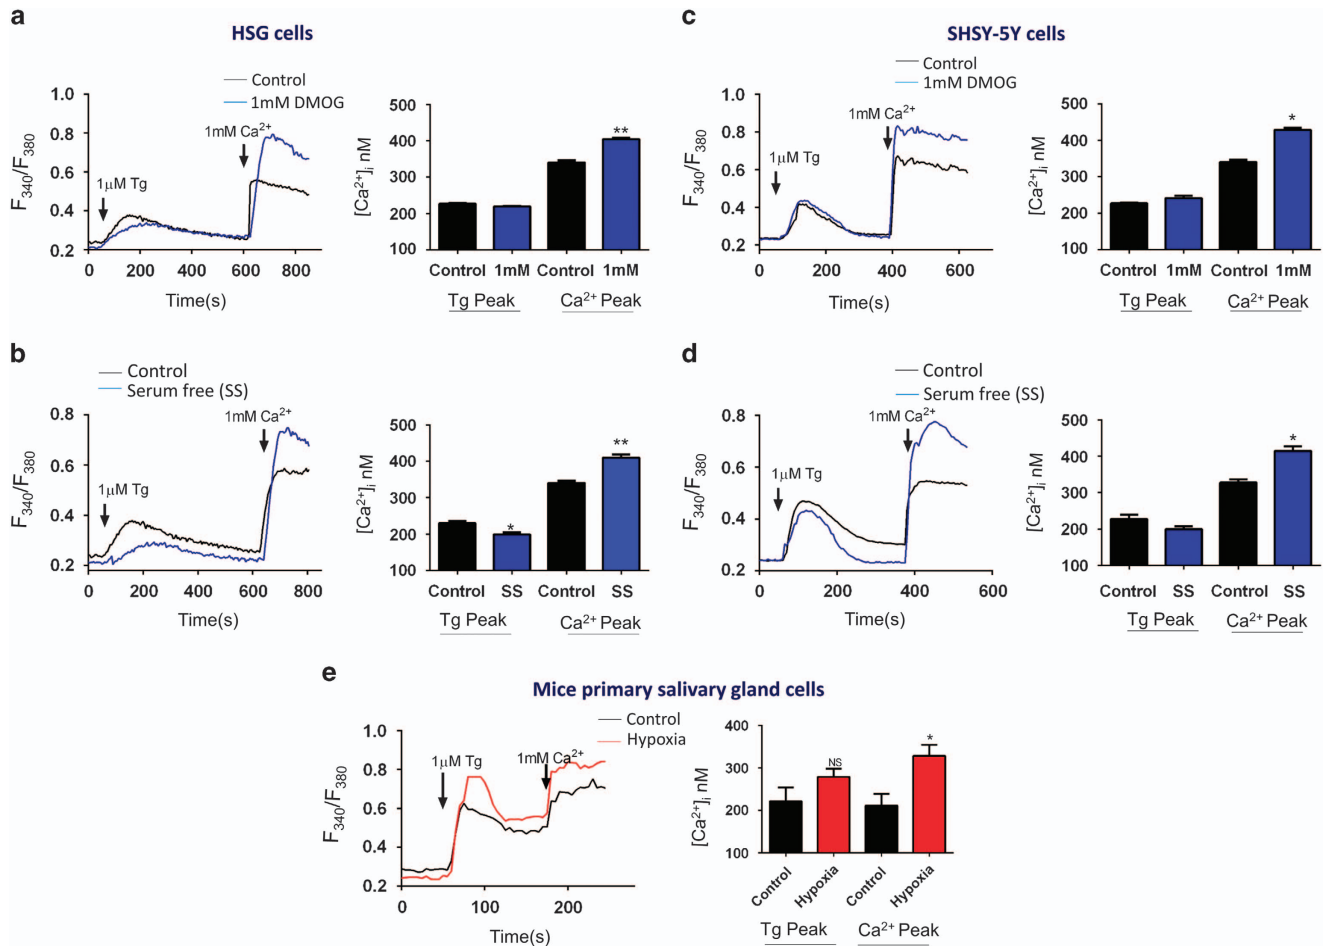 a
HSG cells
Control
1mM DMOG
1.0
0.8
0.6
0.4
0.2
F340/F380
1μM Tg
1mM Ca2+
0 200 400 600 800
Time(s)
500
400
300
200
100
[Ca2+]i nM
**
Control 1mM Control 1mM
Tg Peak Ca2+ Peak
c
SHSY-5Y cells
Control
1mM DMOG
1.0
0.8
0.6
0.4
0.2
F340/F380
1μM Tg
1mM Ca2+
0 200 400 600
Time(s)
500
400
300
200
100
[Ca2+]i nM
*
Control 1mM Control 1mM
Tg Peak Ca2+ Peak
b
Control
Serum free (SS)
0.8
0.6
0.4
0.2
F340/F380
1μM Tg
1mM Ca2+
0 200 400 600 800
Time(s)
500
400
300
200
100
[Ca2+]i nM
*
**
Control SS Control SS
Tg Peak Ca2+ Peak
d
Control
Serum free (SS)
0.8
0.6
0.4
0.2
F340/F380
1μM Tg
1mM Ca2+
0 200 400 600
Time(s)
500
400
300
200
100
[Ca2+]i nM
*
Control SS Control SS
Tg Peak Ca2+ Peak
e
Mice primary salivary gland cells
Control
Hypoxia
1.0
0.8
0.6
0.4
0.2
F340/F380
1μM Tg
1mM Ca2+
0 100 200
Time(s)
400
300
200
100
[Ca2+]i nM
NS
*
Control Hypoxia Control Hypoxia
Tg Peak Ca2+ Peak